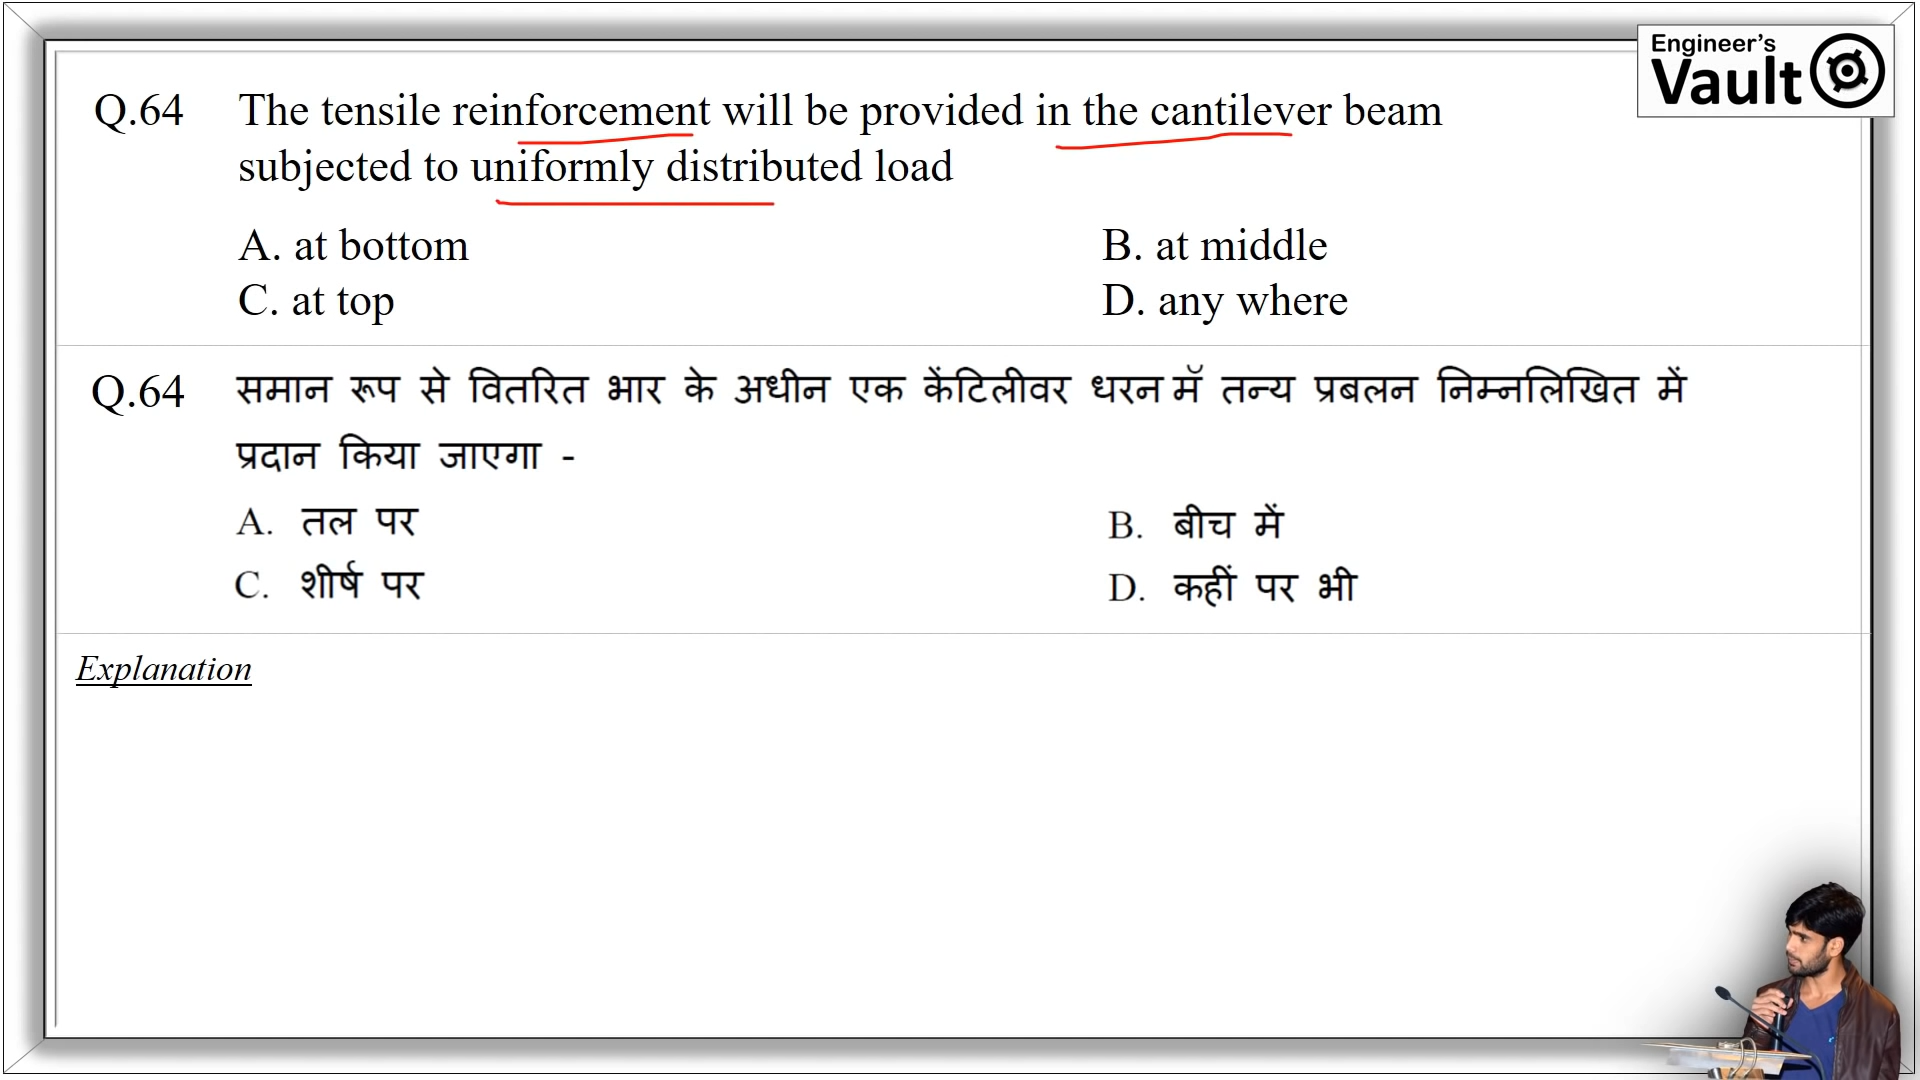 Engineer's
Vault
Q.64 The tensile reinforcement will be provided in the cantilever beam
subjected to uniformly distributed load
A. at bottom B. at middle
C. at top D. any where
Q.64 समान रूप से वितरित भार के अधीन एक केंटिलीवर धरन मॅ तन्य प्रबलन निम्नलिखित में
प्रदान किया जाएगा -
A. तल पर B. बीच में
C. शीर्ष पर D. कहीं पर भी
Explanation